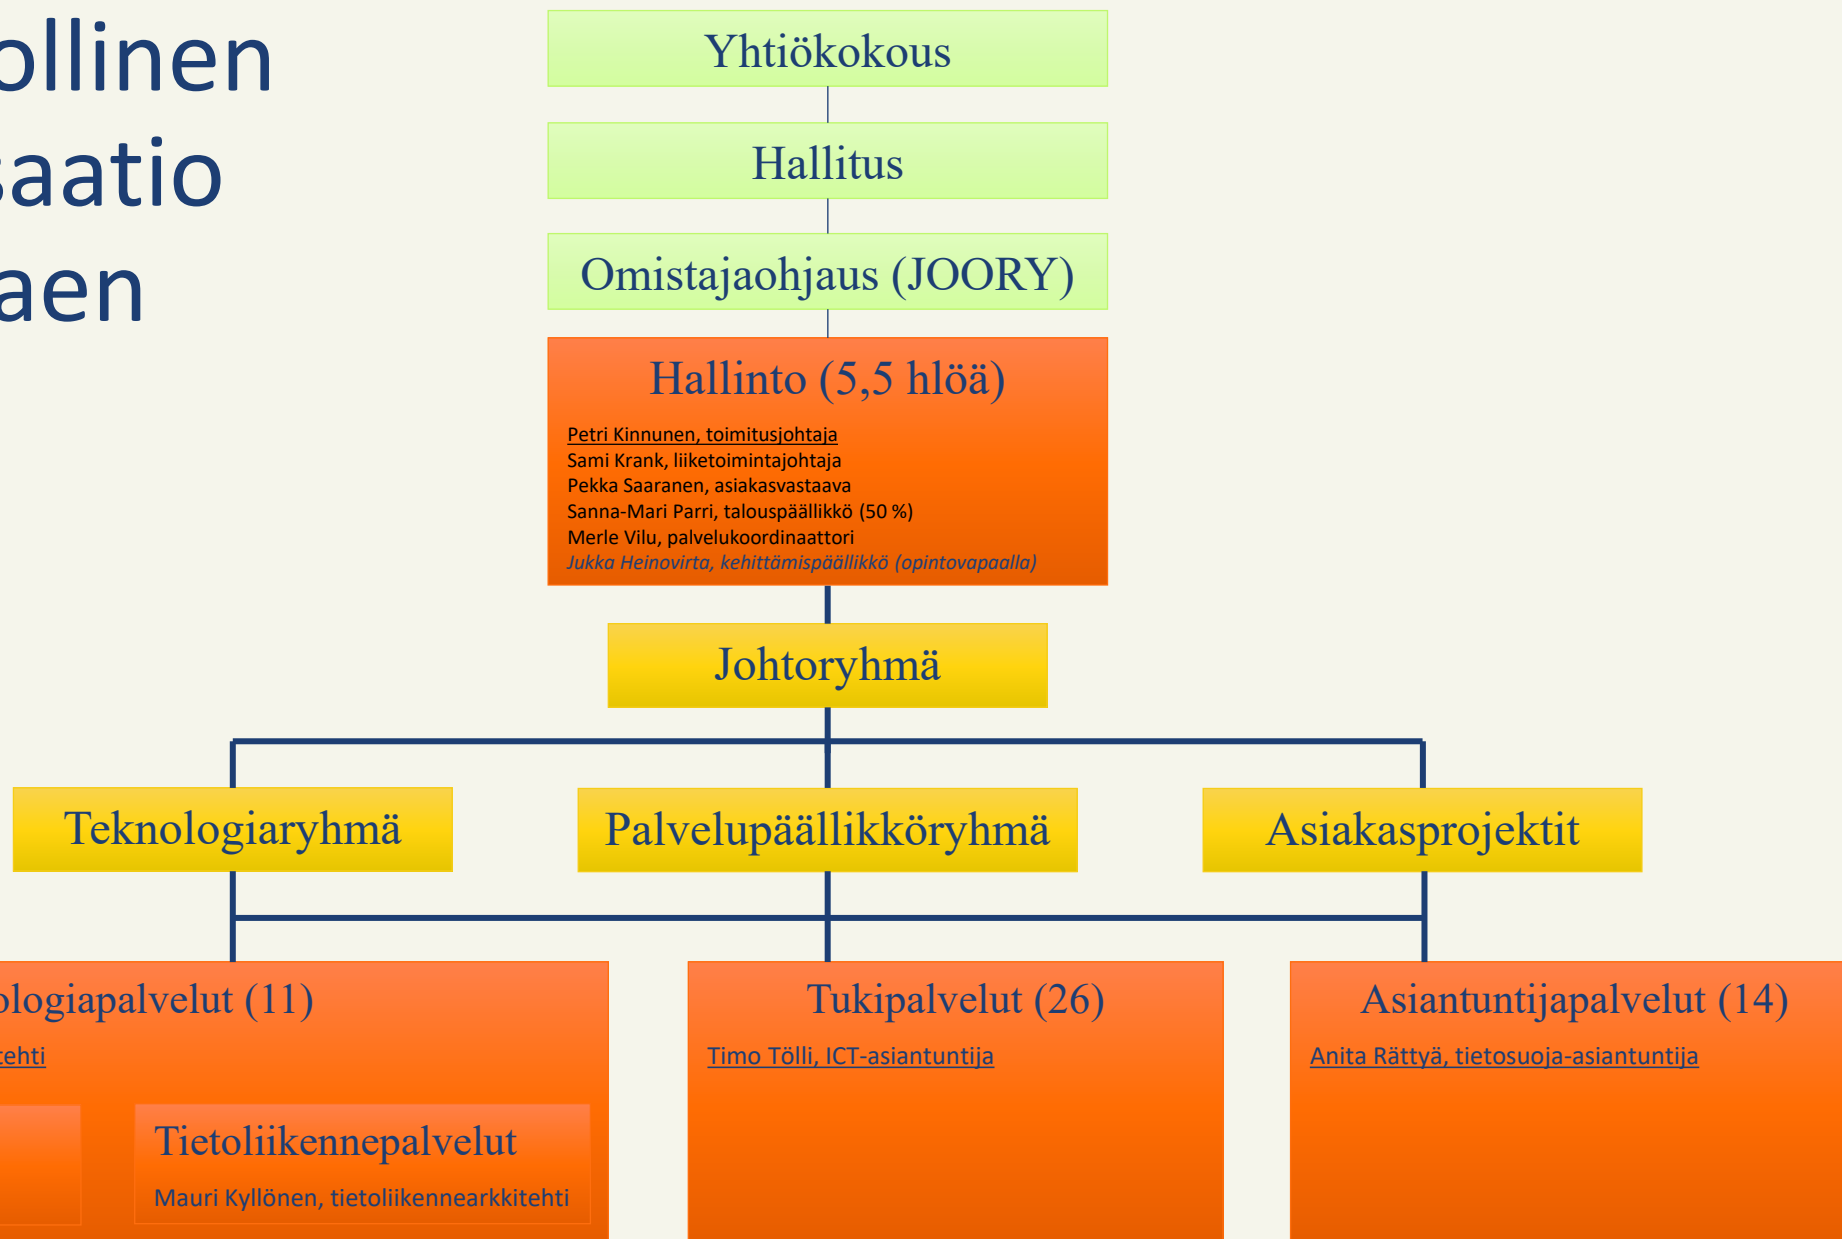 ollinen
saatio
aen
Yhtiökokous
Hallitus
Omistajaohjaus (JOORY)
Hallinto (5,5 hlöä)
Petri Kinnunen, toimitusjohtaja
Sami Krank, liiketoimintajohtaja
Pekka Saaranen, asiakasvastaava
Sanna-Mari Parri, talouspäällikkö (50 %)
Merle Vilu, palvelukoordinaattori
Jukka Heinovirta, kehittämispäällikkö (opintovapaalla)
Johtoryhmä
Teknologiaryhmä
Palvelupäällikköryhmä
Asiakasprojektit
ologiapalvelut (11)
tehti
Tietoliikennepalvelut
Mauri Kyllönen, tietoliikennearkkitehti
Tukipalvelut (26)
Timo Tölli, ICT-asiantuntija
Asiantuntijapalvelut (14)
Anita Rättyä, tietosuoja-asiantuntija